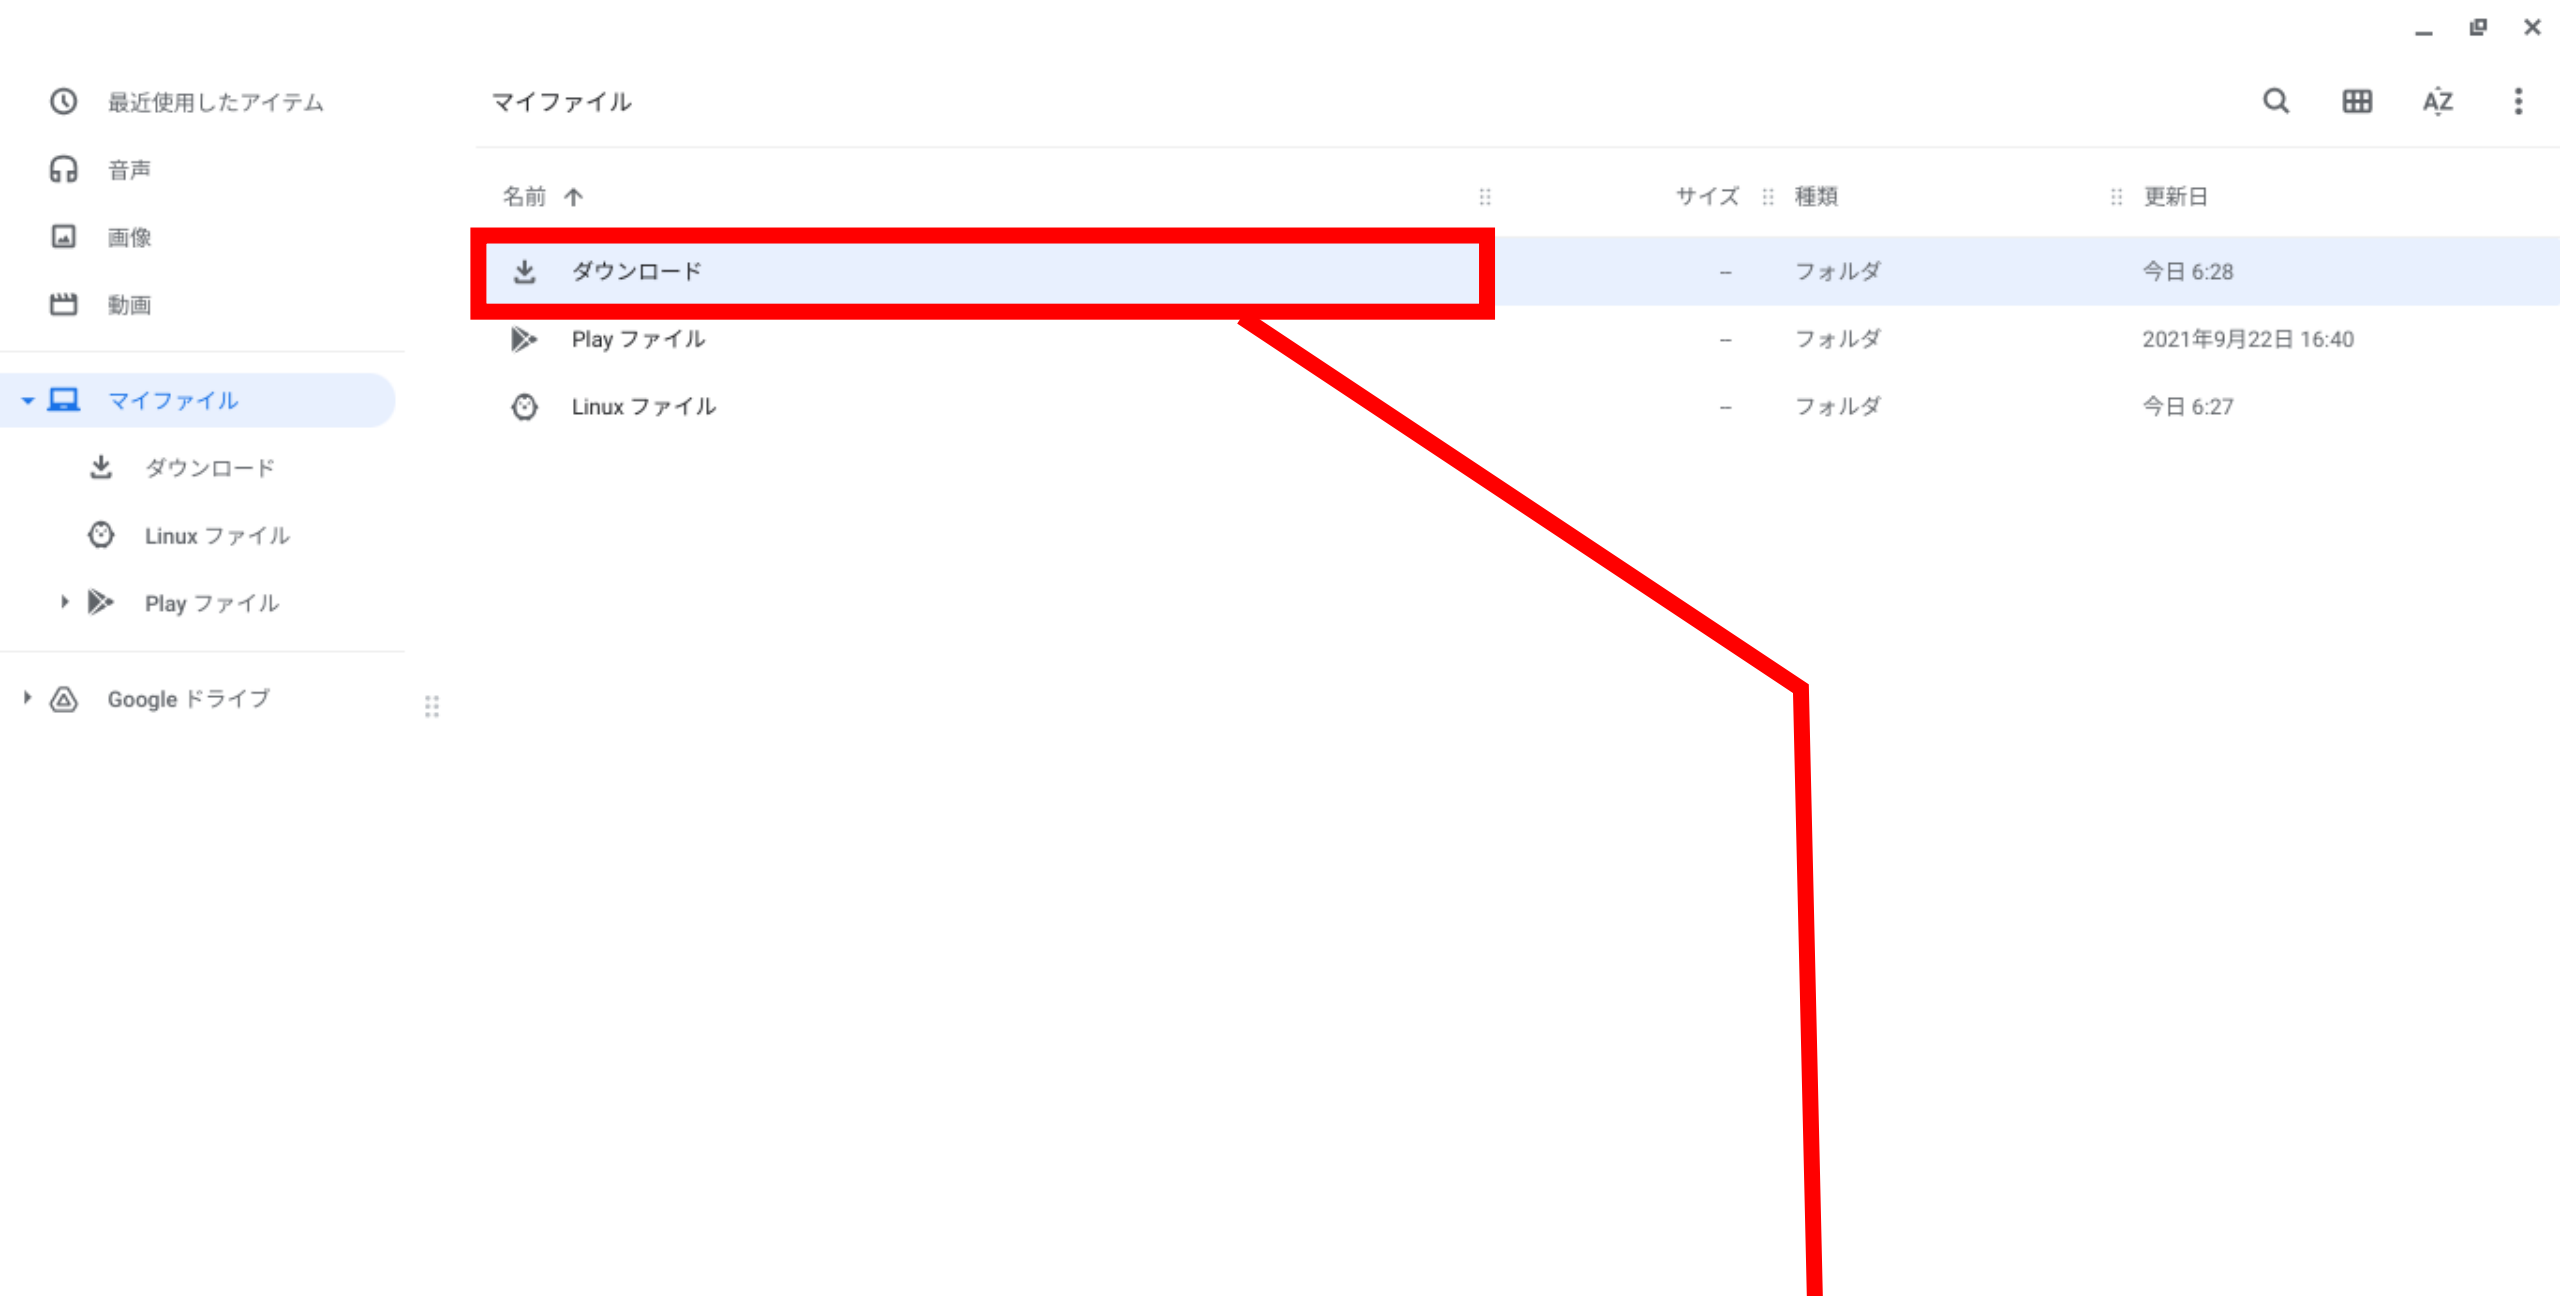 最近使用したアイテム
音声
画像
動画
マイファイル
ダウンロード
Linux ファイル
Play ファイル
Google ドライブ
マイファイル
AZ
名前 サイズ 種類 更新日
ダウンロード -- フォルダ 今日 6:28
Play ファイル -- フォルダ 2021年9月22日 16:40
Linux ファイル -- フォルダ 今日 6:27